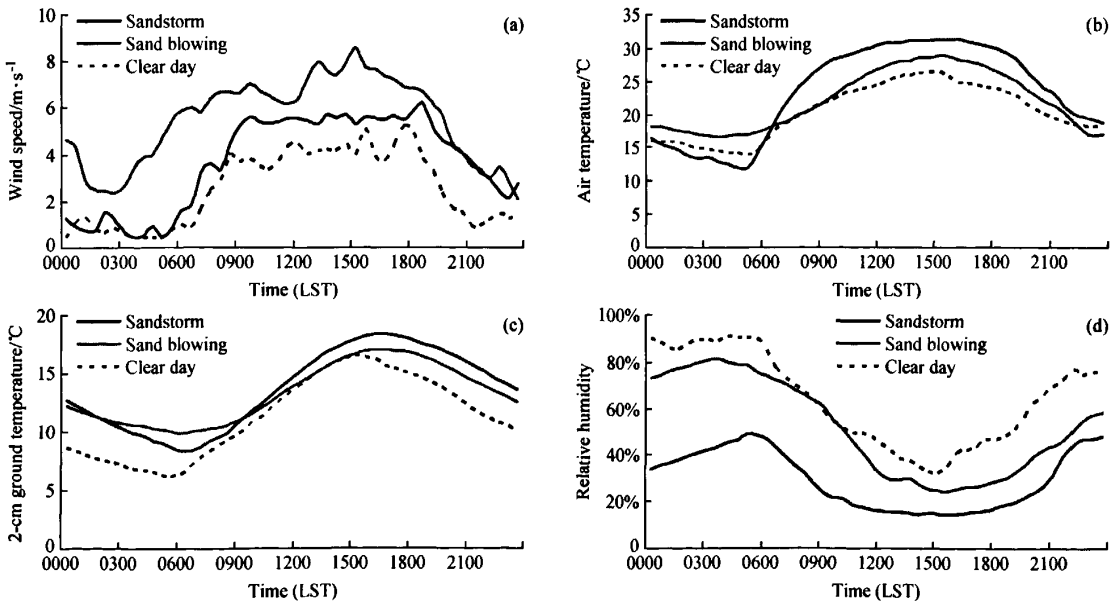 (a)
Sandstorm
Sand blowing
Clear day
Wind speed/m·s⁻¹
10
8
6
4
2
0
0000 0300 0600 0900 1200 1500 1800 2100
Time (LST)
(b)
Sandstorm
Sand blowing
Clear day
Air temperature/℃
35
30
25
20
15
10
5
0
0000 0300 0600 0900 1200 1500 1800 2100
Time (LST)
(c)
Sandstorm
Sand blowing
Clear day
2-cm ground temperature/℃
20
15
10
5
0
0000 0300 0600 0900 1200 1500 1800 2100
Time (LST)
(d)
Sandstorm
Sand blowing
Clear day
Relative humidity
100%
80%
60%
40%
20%
0
0000 0300 0600 0900 1200 1500 1800 2100
Time (LST)